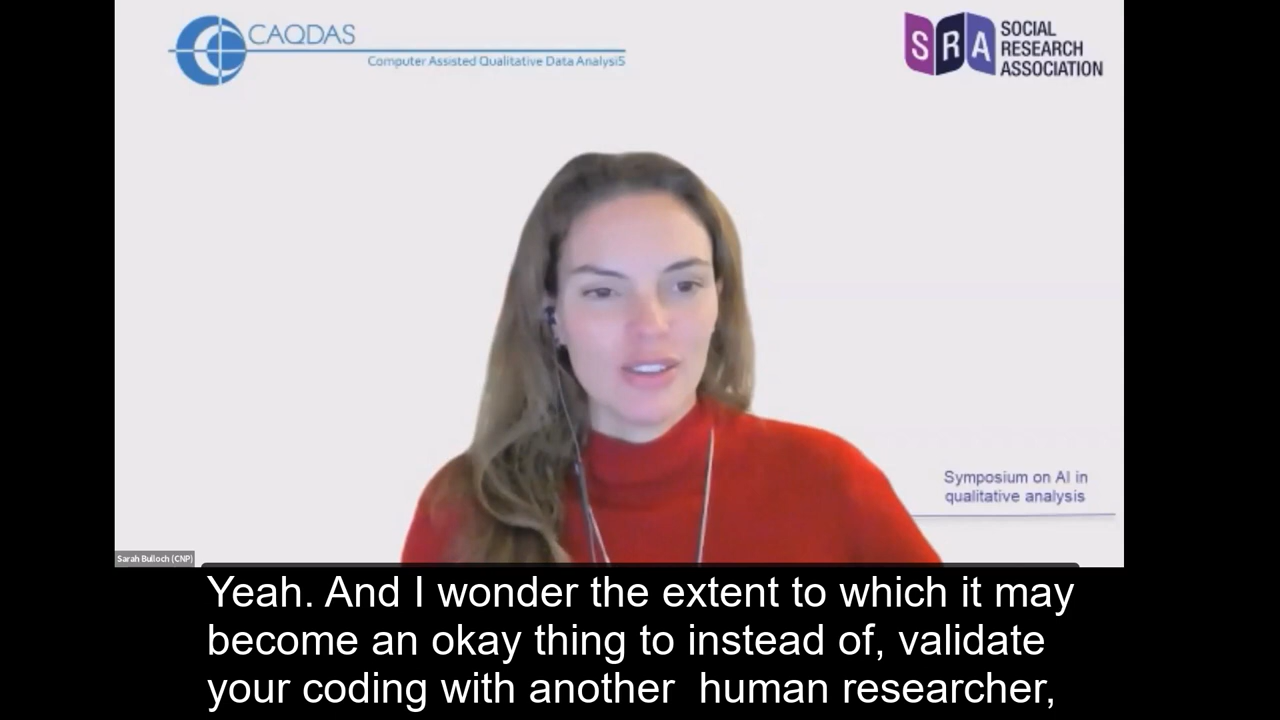 CAQDAS
Computer Assisted Qualitative Data AnalysiS
SRA
SOCIAL
RESEARCH
ASSOCIATION
Symposium on AI in
qualitative analysis
Sarah Bulloch (CNP)
Yeah. And I wonder the extent to which it may
become an okay thing to instead of, validate
your coding with another  human researcher,